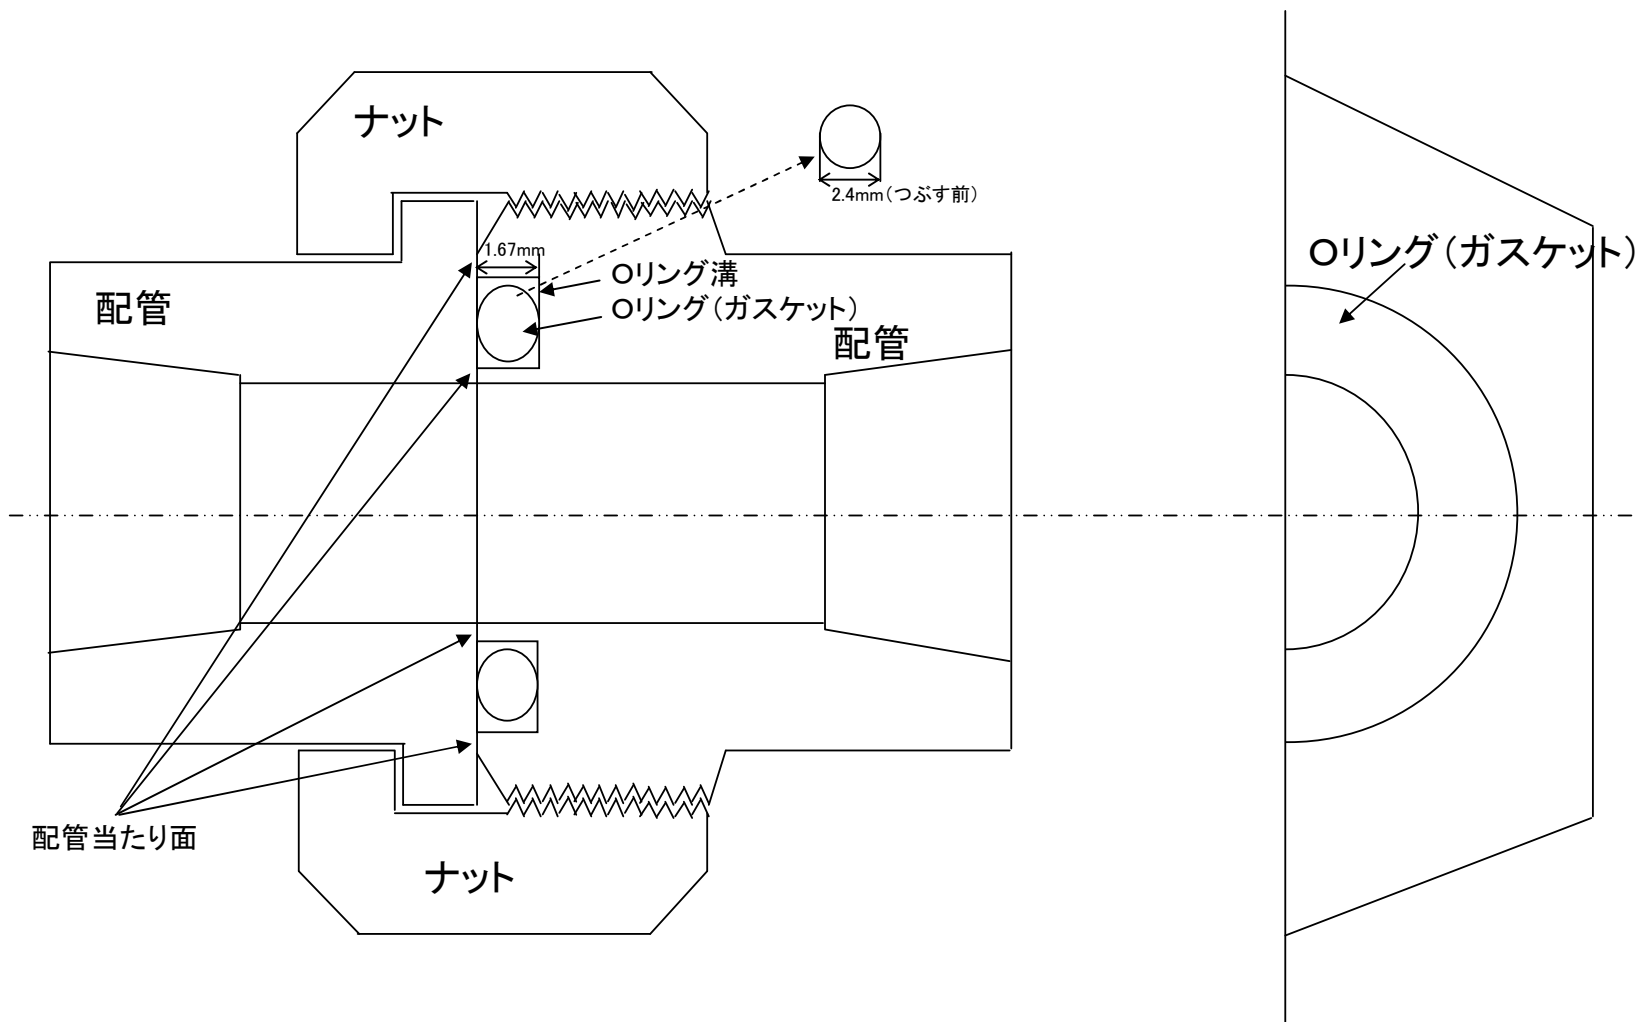 ナット
2.4mm(つぶす前)
1.67mm
Oリング溝
Oリング(ガスケット)
Oリング(ガスケット)
配管
配管
配管当たり面
ナット